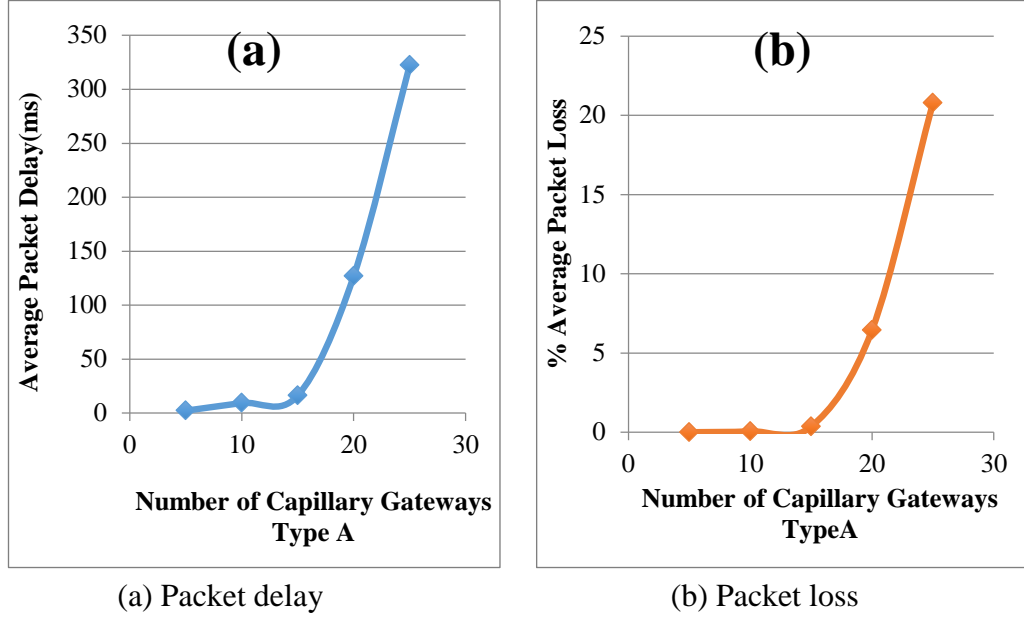 (a)
350
300
250
200
150
100
50
0
Average Packet Delay(ms)
0 10 20 30
Number of Capillary Gateways
Type A
(b)
25
20
15
10
5
0
% Average Packet Loss
0 10 20 30
Number of Capillary Gateways
TypeA
(a) Packet delay
(b) Packet loss